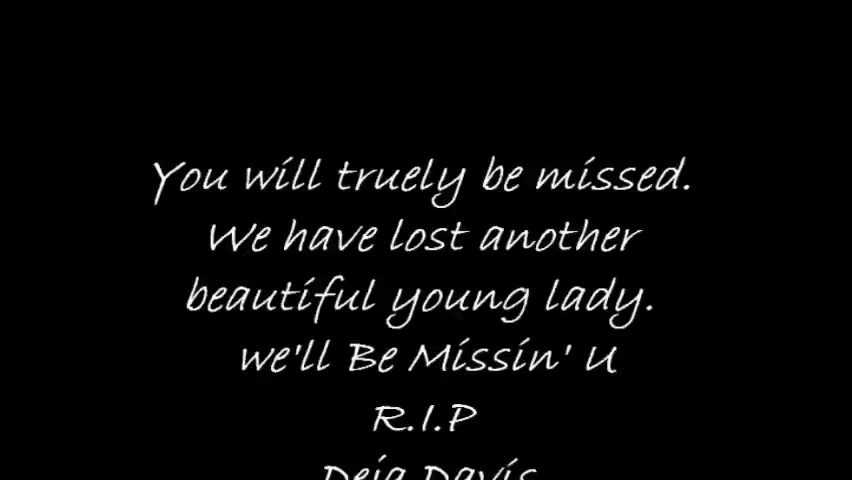 You will truely be missed.
We have lost another
beautiful young lady.
we'll Be Missin' U
R.I.P
Deja Davis